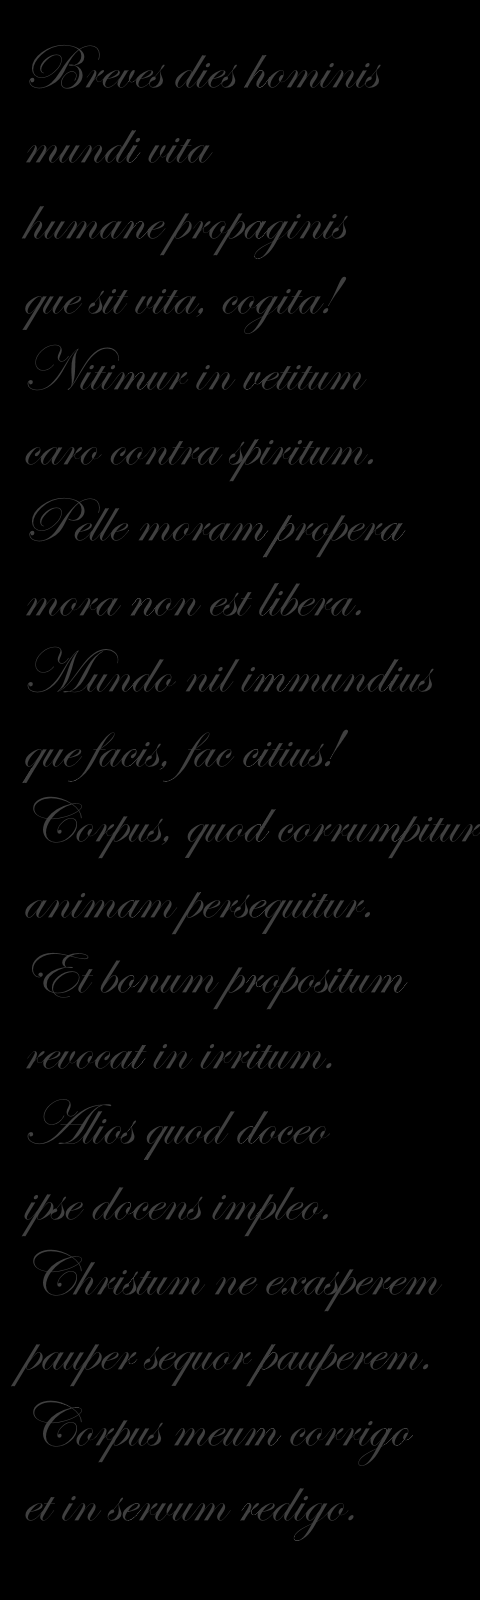 Breves dies hominis
mundi vita
humane propaginis
que sit vita, cogita!
Nitimur in vetitum
caro contra spiritum.
Pelle moram propera
mora non est libera.
Mundo nil immundius
que facis, fac citius!
Corpus, quod corrumpitur
animam persequitur.
Et bonum propositum
revocat in irritum.
Alios quod doceo
ipse docens impleo.
Christum ne exasperem
pauper sequor pauperem.
Corpus meum corrigo
et in servum redigo.